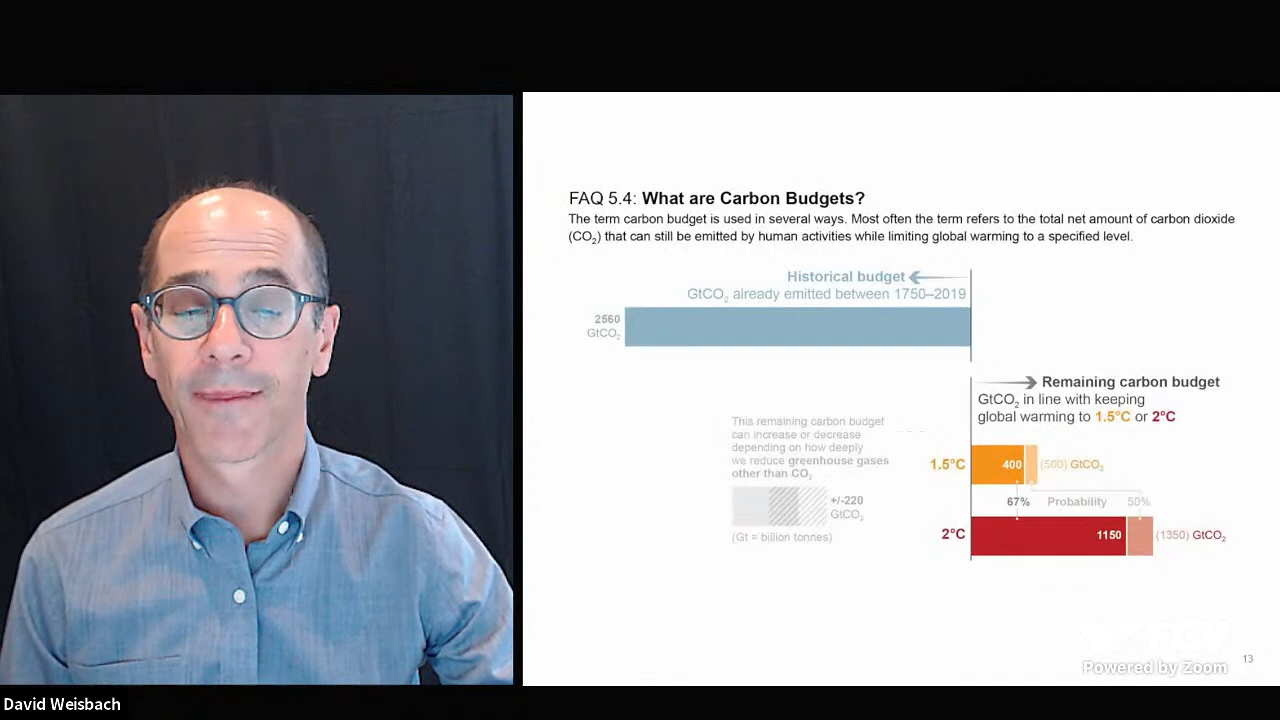 FAQ 5.4: What are Carbon Budgets?
The term carbon budget is used in several ways. Most often the term refers to the total net amount of carbon dioxide
(CO₂) that can still be emitted by human activities while limiting global warming to a specified level.
Historical budget
GtCO₂ already emitted between 1750–2019
2560
GtCO₂
Remaining carbon budget
GtCO₂ in line with keeping
global warming to 1.5°C or 2°C
This remaining carbon budget
can increase or decrease
depending on how deeply
we reduce greenhouse gases
other than CO₂
+/-220
GtCO₂
(Gt = billion tonnes)
1.5°C
400
(500) GtCO₂
67%
Probability
50%
2°C
1150
(1350) GtCO₂
13
Powered by Zoom
David Weisbach